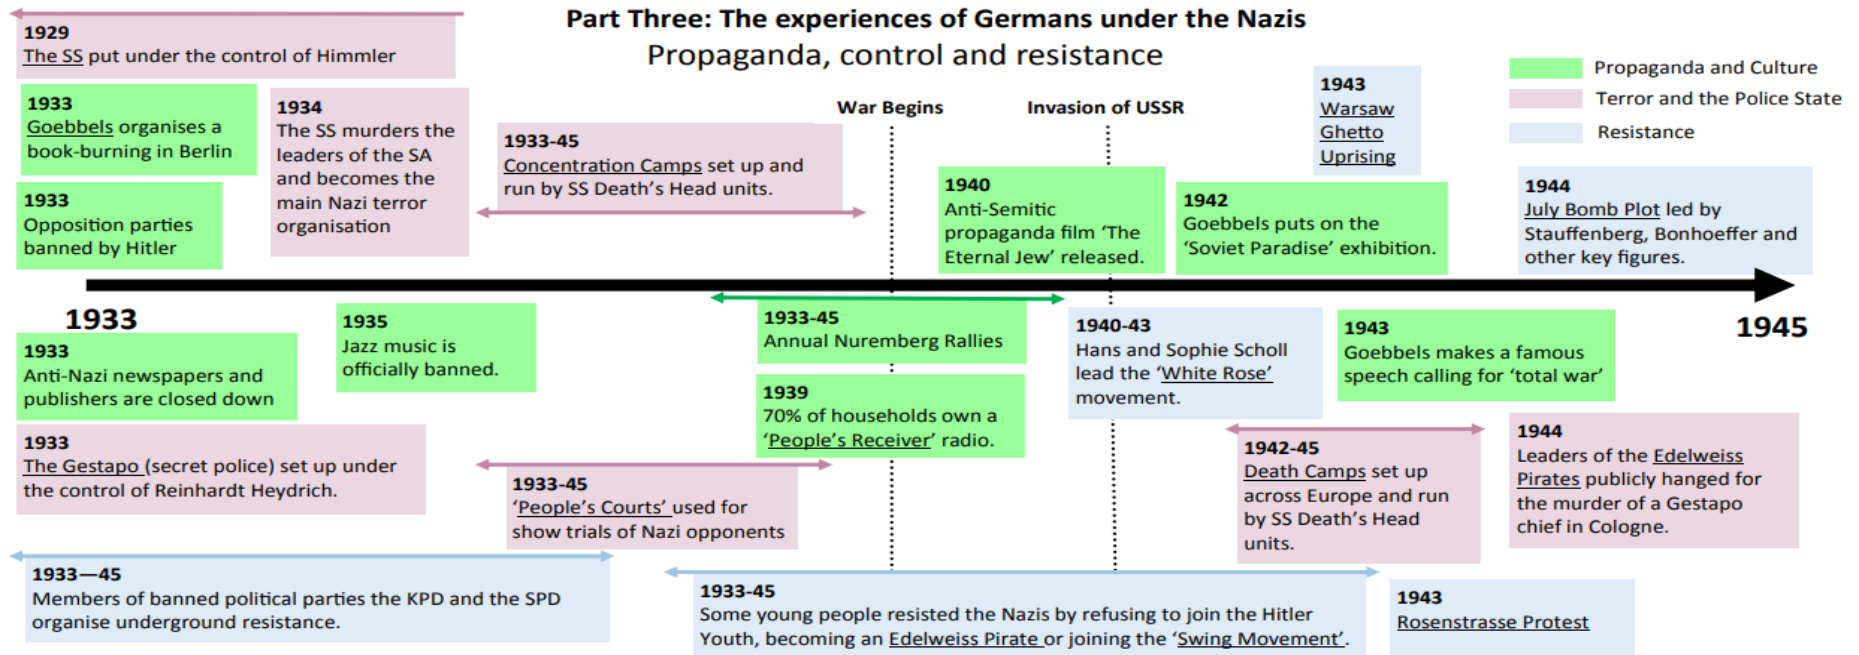 Part Three: The experiences of Germans under the Nazis
Propaganda, control and resistance
Propaganda and Culture
Terror and the Police State
Resistance
1929
The SS put under the control of Himmler
1933
Goebbels organises a
book-burning in Berlin
1933
Opposition parties
banned by Hitler
1934
The SS murders the
leaders of the SA
and becomes the
main Nazi terror
organisation
1933-45
Concentration Camps set up and
run by SS Death's Head units.
War Begins
Invasion of USSR
1940
Anti-Semitic
propaganda film ‘The
Eternal Jew’ released.
1942
Goebbels puts on the
‘Soviet Paradise’ exhibition.
1943
Warsaw
Ghetto
Uprising
1944
July Bomb Plot led by
Stauffenberg, Bonhoeffer and
other key figures.
1933
1945
1933
Anti-Nazi newspapers and
publishers are closed down
1935
Jazz music is
officially banned.
1933
The Gestapo (secret police) set up under
the control of Reinhardt Heydrich.
1933-45
‘People’s Courts’ used for
show trials of Nazi opponents
1933-45
Annual Nuremberg Rallies
1939
70% of households own a
‘People’s Receiver’ radio.
1940-43
Hans and Sophie Scholl
lead the ‘White Rose’
movement.
1943
Goebbels makes a famous
speech calling for ‘total war’
1942-45
Death Camps set up
across Europe and run
by SS Death’s Head
units.
1944
Leaders of the Edelweiss
Pirates publicly hanged for
the murder of a Gestapo
chief in Cologne.
1933—45
Members of banned political parties the KPD and the SPD
organise underground resistance.
1933-45
Some young people resisted the Nazis by refusing to join the Hitler
Youth, becoming an Edelweiss Pirate or joining the ‘Swing Movement’.
1943
Rosenstrasse Protest